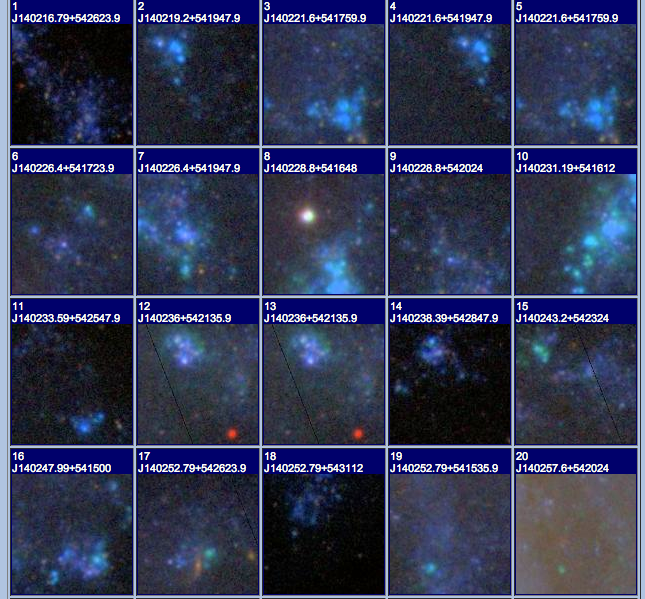 1
J140216.79+542623.9
2
J140219.2+541947.9
3
J140221.6+541759.9
4
J140221.6+541947.9
5
J140221.6+541759.9
6
J140226.4+541723.9
7
J140226.4+541947.9
8
J140228.8+541648
9
J140228.8+542024
10
J140231.19+541612
11
J140233.59+542547.9
12
J140236+542135.9
13
J140236+542135.9
14
J140238.39+542847.9
15
J140243.2+542324
16
J140247.99+541500
17
J140252.79+542623.9
18
J140252.79+543112
19
J140252.79+541535.9
20
J140257.6+542024